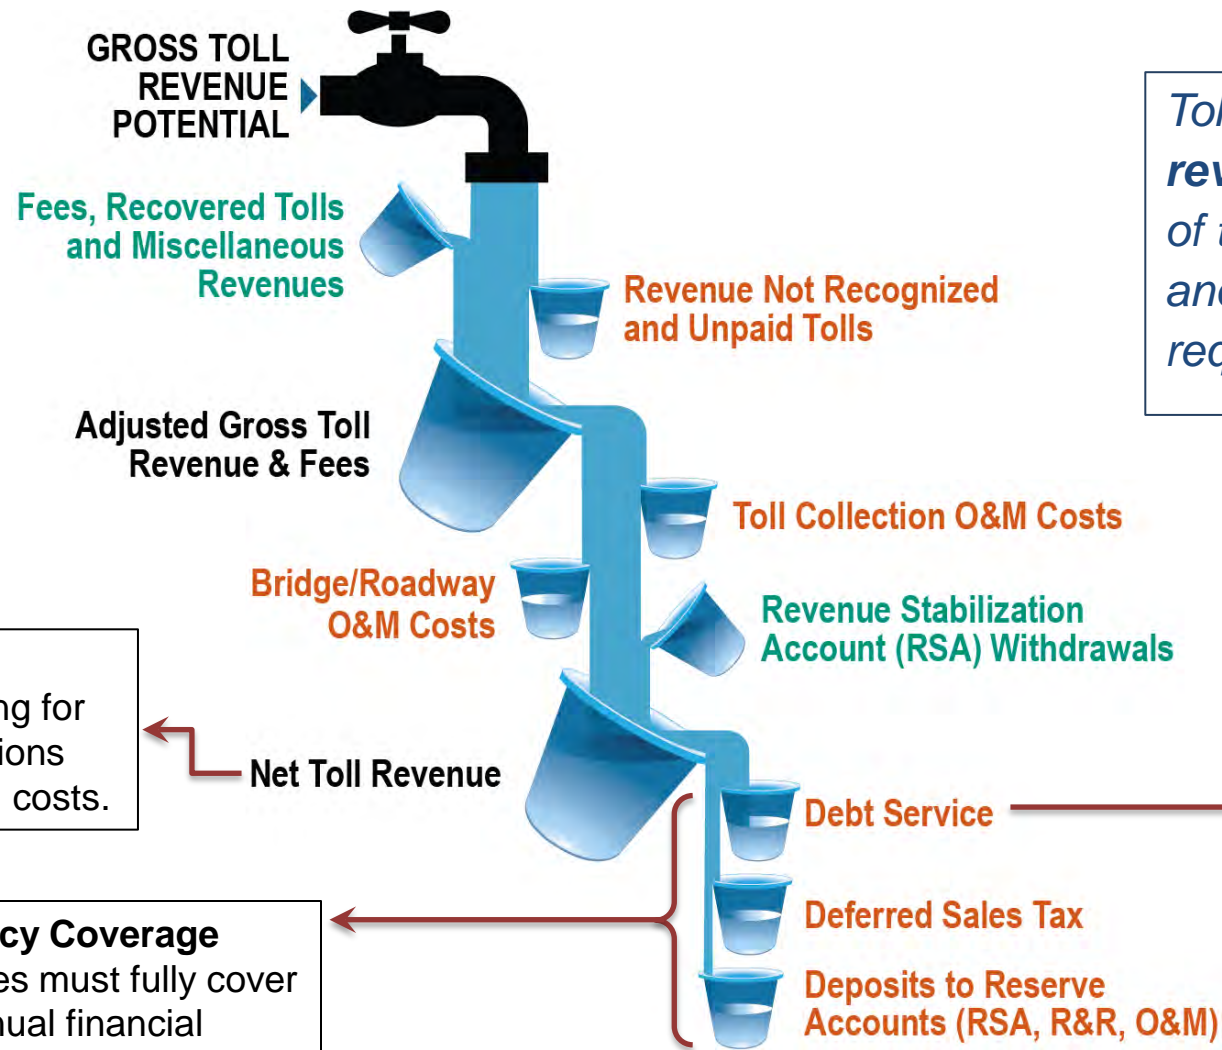 GROSS TOLL
REVENUE
POTENTIAL
Fees, Recovered Tolls
and Miscellaneous
Revenues
Revenue Not Recognized
and Unpaid Tolls
of t
and
Adjusted Gross Toll
Revenue & Fees
Toll Collection O&M Costs
Bridge/Roadway
O&M Costs
Revenue Stabilization
Account (RSA) Withdrawals
ng for
ions
costs.
Net Toll Revenue
Debt Service
cy Coverage
es must fully cover
nual financial
Deferred Sales Tax
Deposits to Reserve
Accounts (RSA, R&R, O&M)